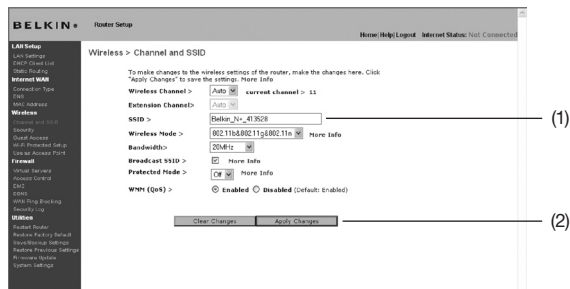 BELKIN
Router Setup
Home|Help|Logout Internet Status: Not Connected
LAN Setup
LAN Settings
DHCP Client List
Static Routing
Internet WAN
Connection Type
DNS
MAC Address
Wireless
Channel and SSID
Security
Guest Access
Wi-Fi Protected Setup
Use as Access Point
Firewall
Virtual Servers
Access Control
DMZ
DDNS
WAN Ping Blocking
Security Log
Utilities
Restart Router
Restore Factory Default
Save/Backup Settings
Restore Previous Settings
Firmware Update
System Settings
Wireless > Channel and SSID
To make changes to the wireless settings of the router, make the changes here. Click
"Apply Changes" to save the settings. More Info
Wireless Channel > Auto current channel > 11
Extension Channel> Auto
SSID > Belkin_N+_413528
Wireless Mode > 802.11b&802.11g&802.11n More Info
Bandwidth> 20MHz
Broadcast SSID > More Info
Protected Mode > Off More Info
WMM (QoS) > Enabled Disabled (Default: Enabled)
Clear Changes Apply Changes
(1)
(2)